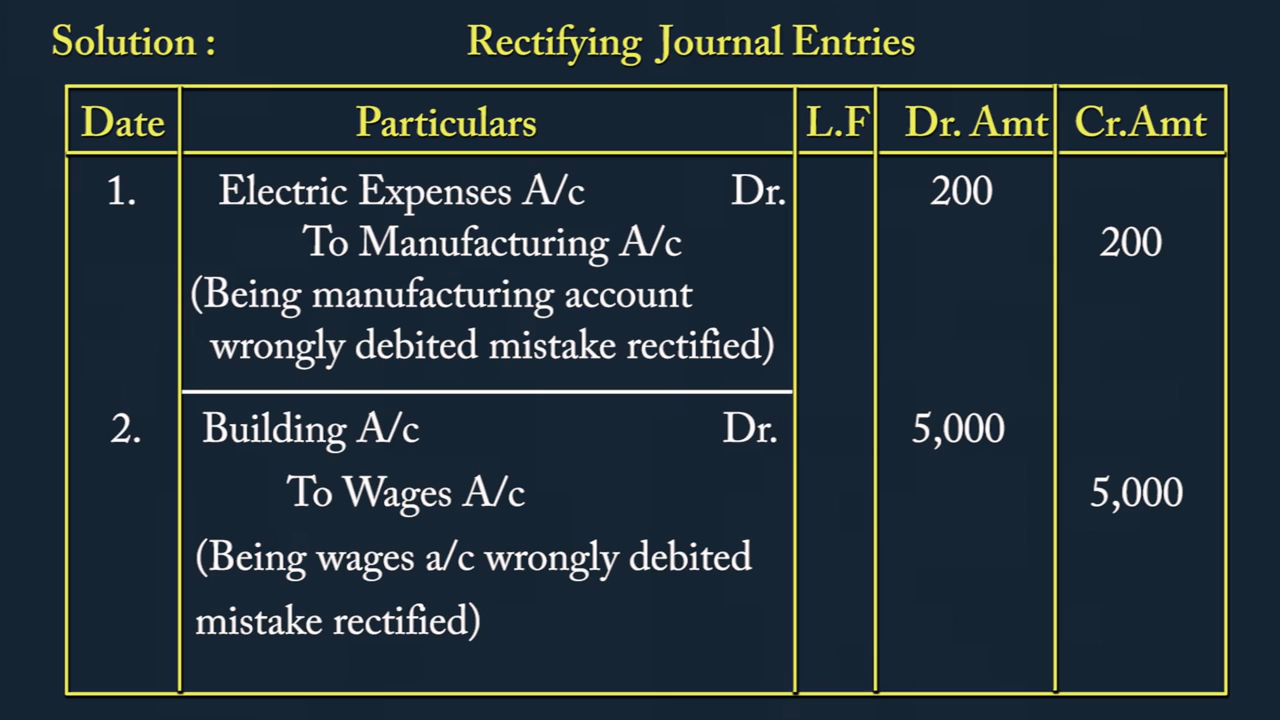 Solution : Rectifying Journal Entries
Date Particulars L.F Dr. Amt Cr.Amt
1. Electric Expenses A/c Dr. 200
To Manufacturing A/c 200
(Being manufacturing account
wrongly debited mistake rectified)
2. Building A/c Dr. 5,000
To Wages A/c 5,000
(Being wages a/c wrongly debited
mistake rectified)